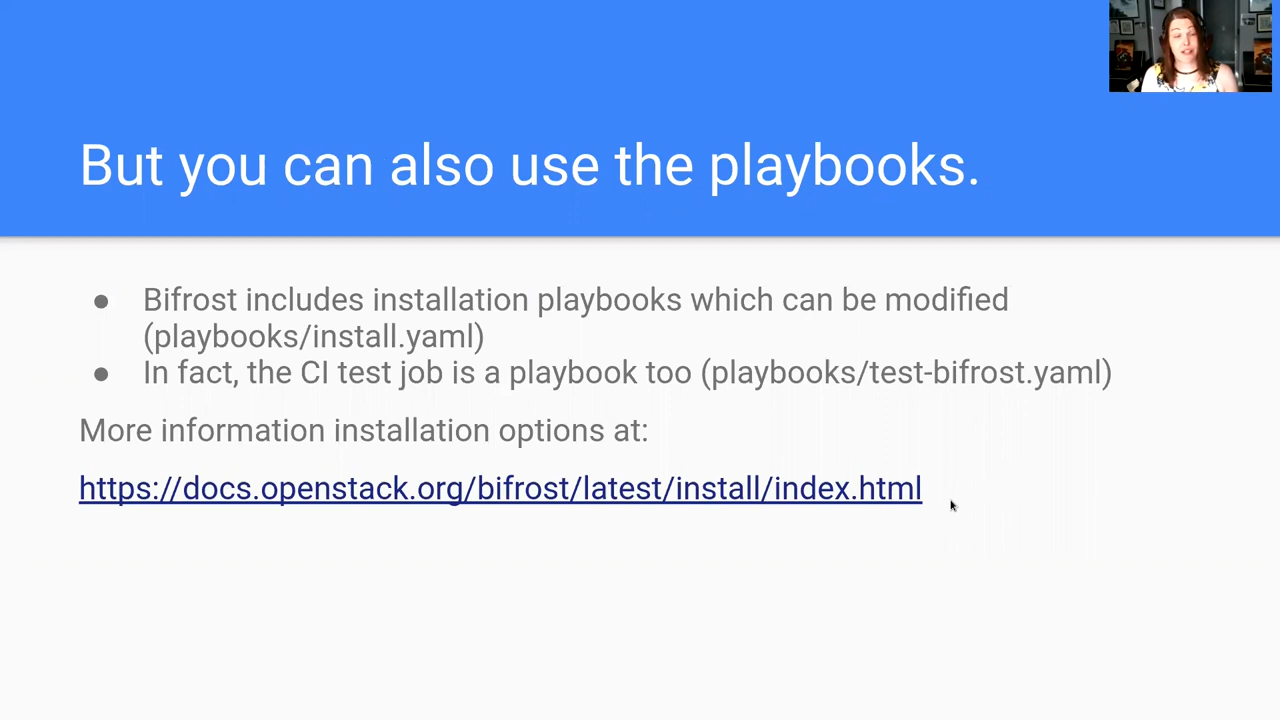 But you can also use the playbooks.
● Bifrost includes installation playbooks which can be modified
(playbooks/install.yaml)
● In fact, the CI test job is a playbook too (playbooks/test-bifrost.yaml)
More information installation options at:
https://docs.openstack.org/bifrost/latest/install/index.html